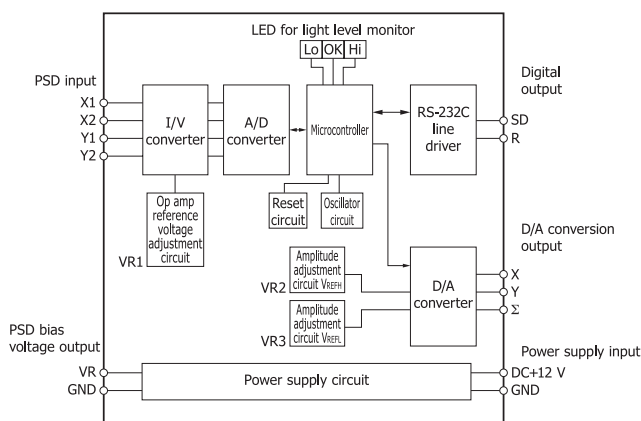 LED for light level monitor
Lo OK Hi
PSD input
Digital
output
X1
X2
Y1
Y2
I/V
converter
A/D
converter
Microcontroller
RS-232C
line
driver
SD
R
Op amp
reference
voltage
adjustment
circuit
VR1
Reset
circuit
Oscillator
circuit
D/A conversion
output
Amplitude
adjustment
circuit VREFH
VR2
Amplitude
adjustment
circuit VREFL
VR3
D/A
converter
X
Y
Σ
PSD bias
voltage output
Power supply input
VR
GND
Power supply circuit
DC+12 V
GND